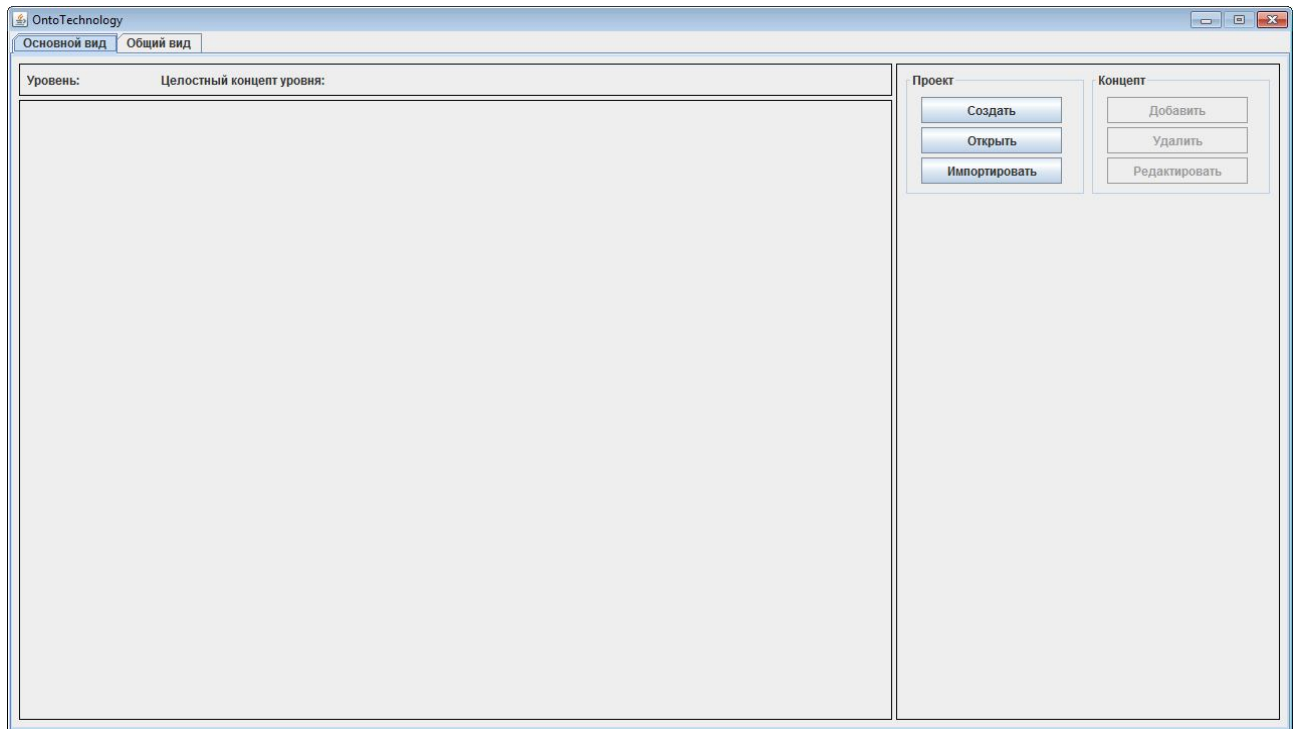 OntoTechnology
Основной вид Общий вид
Уровень: Целостный концепт уровня:
Проект Концепт
Создать Добавить
Открыть Удалить
Импортировать Редактировать